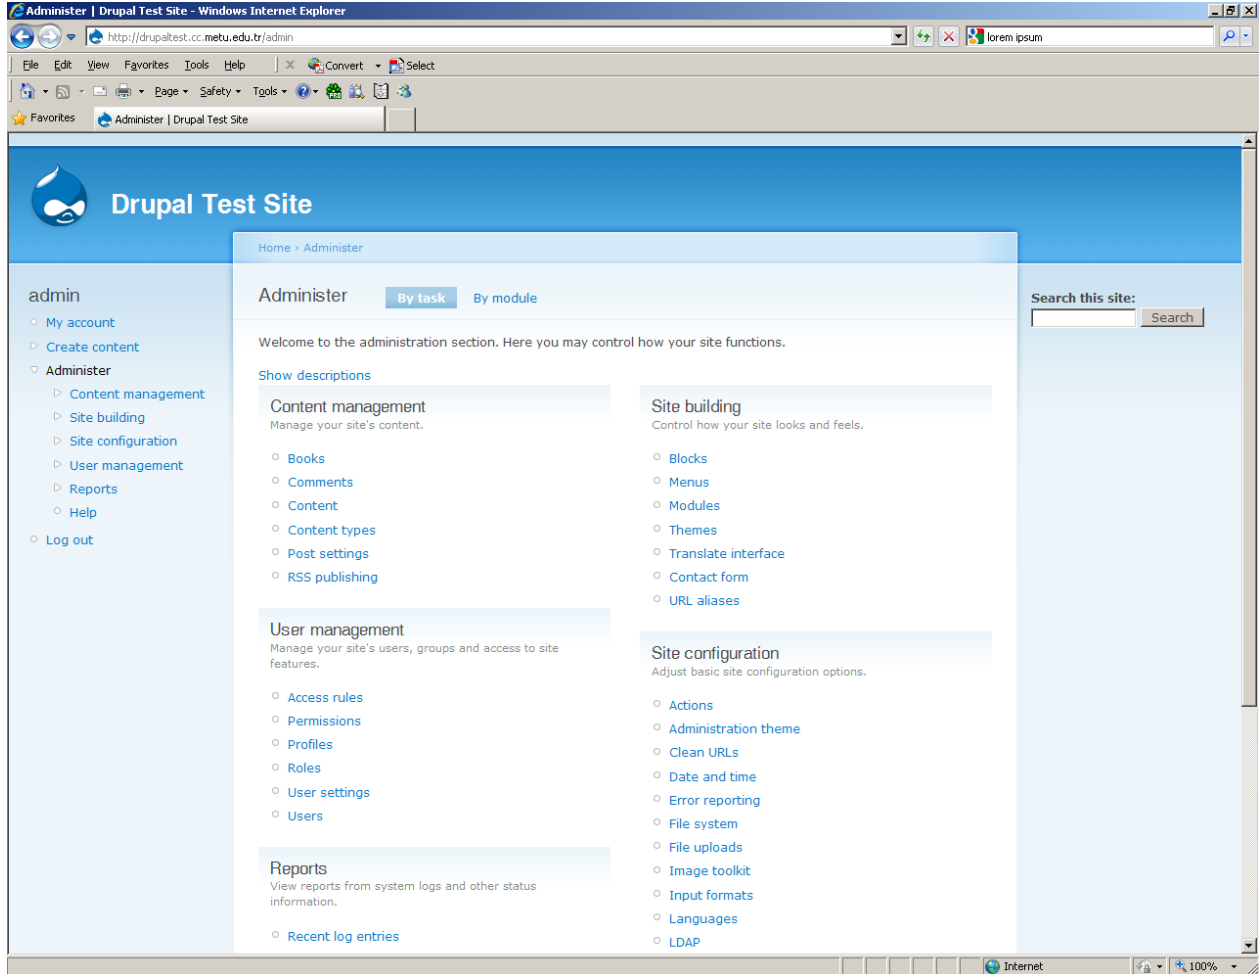 Administer | Drupal Test Site - Windows Internet Explorer
http://drupaltest.cc.metu.edu.tr/admin
lorem ipsum
File Edit View Favorites Tools Help
Convert Select
Page Safety Tools
Favorites
Administer | Drupal Test Site
Drupal Test Site
Home › Administer
admin
My account
Create content
Administer
Content management
Site building
Site configuration
User management
Reports
Help
Log out
Administer By task By module
Welcome to the administration section. Here you may control how your site functions.
Show descriptions
Content management
Manage your site's content.
Books
Comments
Content
Content types
Post settings
RSS publishing
User management
Manage your site's users, groups and access to site
features.
Access rules
Permissions
Profiles
Roles
User settings
Users
Reports
View reports from system logs and other status
information.
Recent log entries
Site building
Control how your site looks and feels.
Blocks
Menus
Modules
Themes
Translate interface
Contact form
URL aliases
Site configuration
Adjust basic site configuration options.
Actions
Administration theme
Clean URLs
Date and time
Error reporting
File system
File uploads
Image toolkit
Input formats
Languages
LDAP
Search this site:
Search
Internet
100%